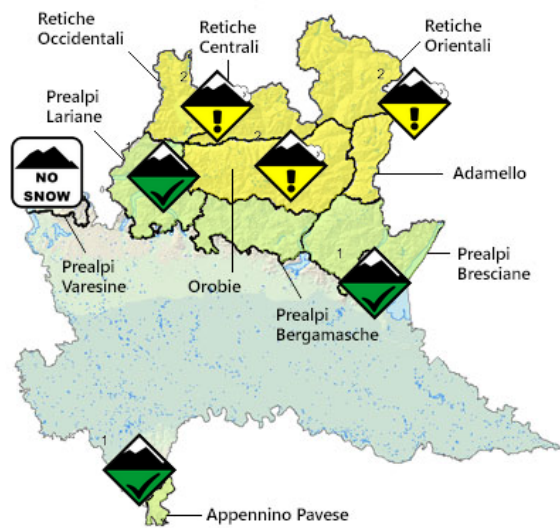 Retiche
Occidentali
Retiche
Centrali
Retiche
Orientali
2
2
2
Prealpi
Lariane
NO
SNOW
Adamello
Prealpi
Varesine
Orobie
1
Prealpi
Bergamasche
Prealpi
Bresciane
1
Appennino Pavese